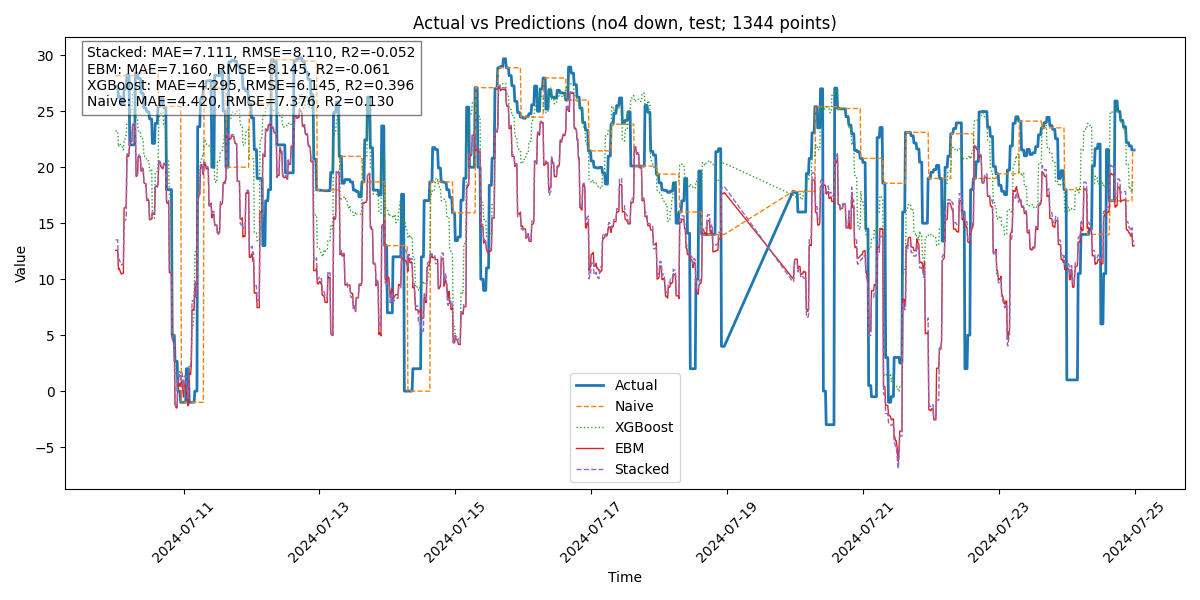 Actual vs Predictions (no4 down, test; 1344 points)
Stacked: MAE=7.111, RMSE=8.110, R2=-0.052
EBM: MAE=7.160, RMSE=8.145, R2=-0.061
XGBoost: MAE=4.295, RMSE=6.145, R2=0.396
Naive: MAE=4.420, RMSE=7.376, R2=0.130
30
25
20
15
10
5
0
−5
Value
Actual
Naive
XGBoost
EBM
Stacked
2024-07-11
2024-07-13
2024-07-15
2024-07-17
2024-07-19
2024-07-21
2024-07-23
2024-07-25
Time